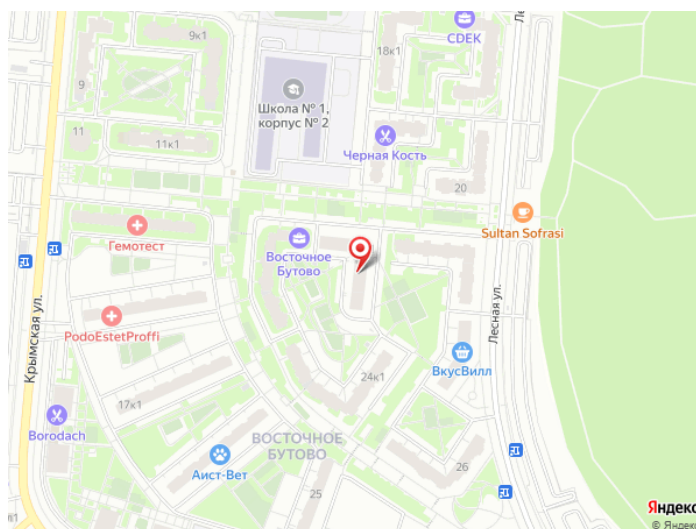 9к1
CDEK
18к1
9
Школа № 1,
корпус № 2
11
11к1
Черная Кость
20
Гемотест
Восточное
Бутово
Sultan Sofrasi
Крымская ул.
Лесная ул.
PodoEstetProffi
ВкусВилл
24к1
17к1
Borodach
ВОСТОЧНОЕ
БУТОВО
Аист-Вет
26
25
Яндекс